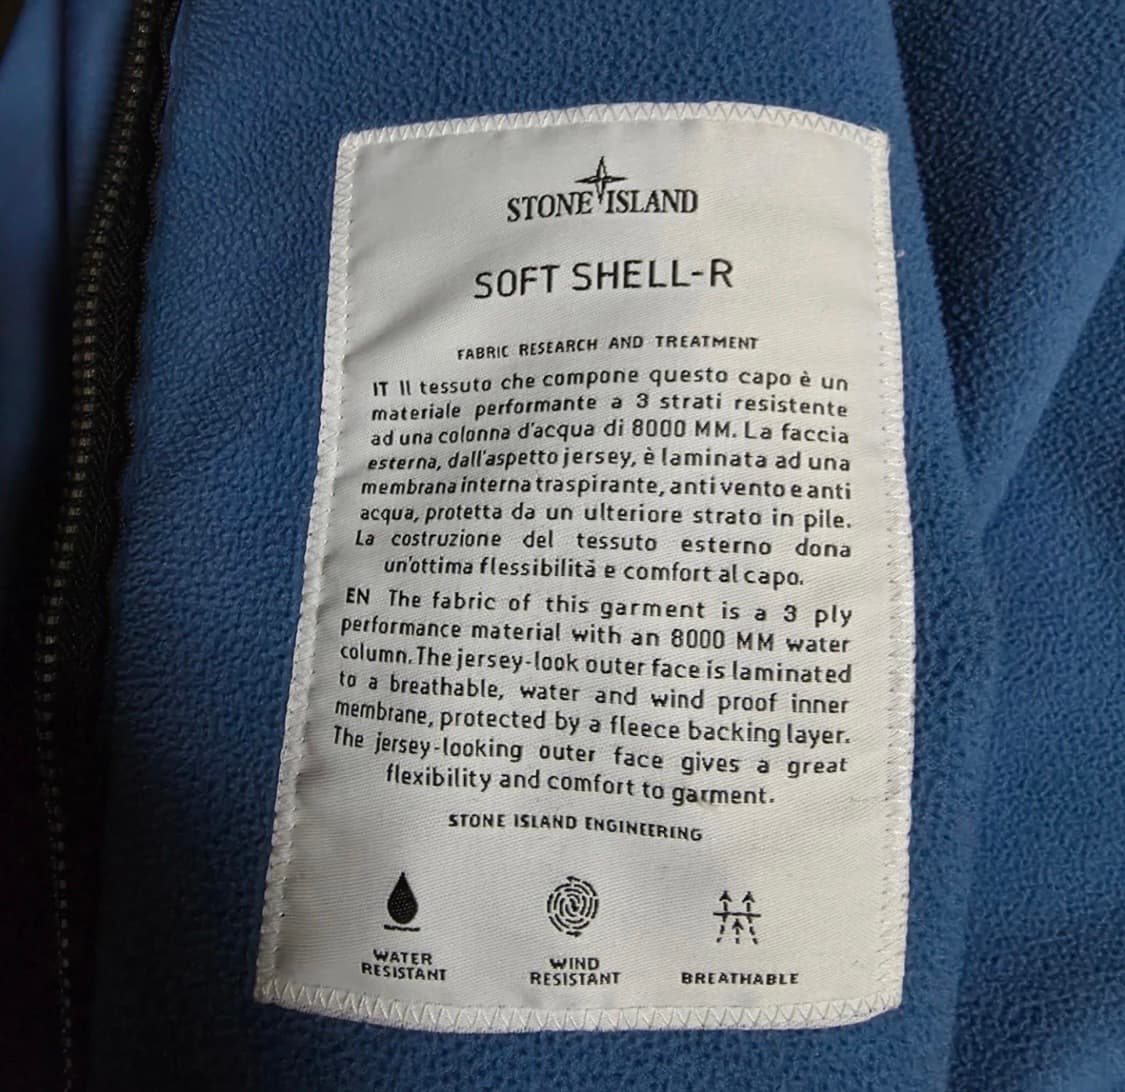 STONE ISLAND
SOFT SHELL-R
FABRIC RESEARCH AND TREATMENT
IT Il tessuto che compone questo capo è un
materiale performante a 3 strati resistente
ad una colonna d'acqua di 8000 MM. La faccia
esterna, dall'aspetto jersey, è laminata ad una
membrana interna traspirante, anti vento e anti
acqua, protetta da un ulteriore strato in pile.
La costruzione del tessuto esterno dona
un'ottima flessibilità e comfort al capo.
EN The fabric of this garment is a 3 ply
performance material with an 8000 MM water
column. The jersey-look outer face is laminated
to a breathable, water and wind proof inner
membrane, protected by a fleece backing layer.
The jersey-looking outer face gives a great
flexibility and comfort to garment.
STONE ISLAND ENGINEERING
WATER
RESISTANT
WIND
RESISTANT
BREATHABLE